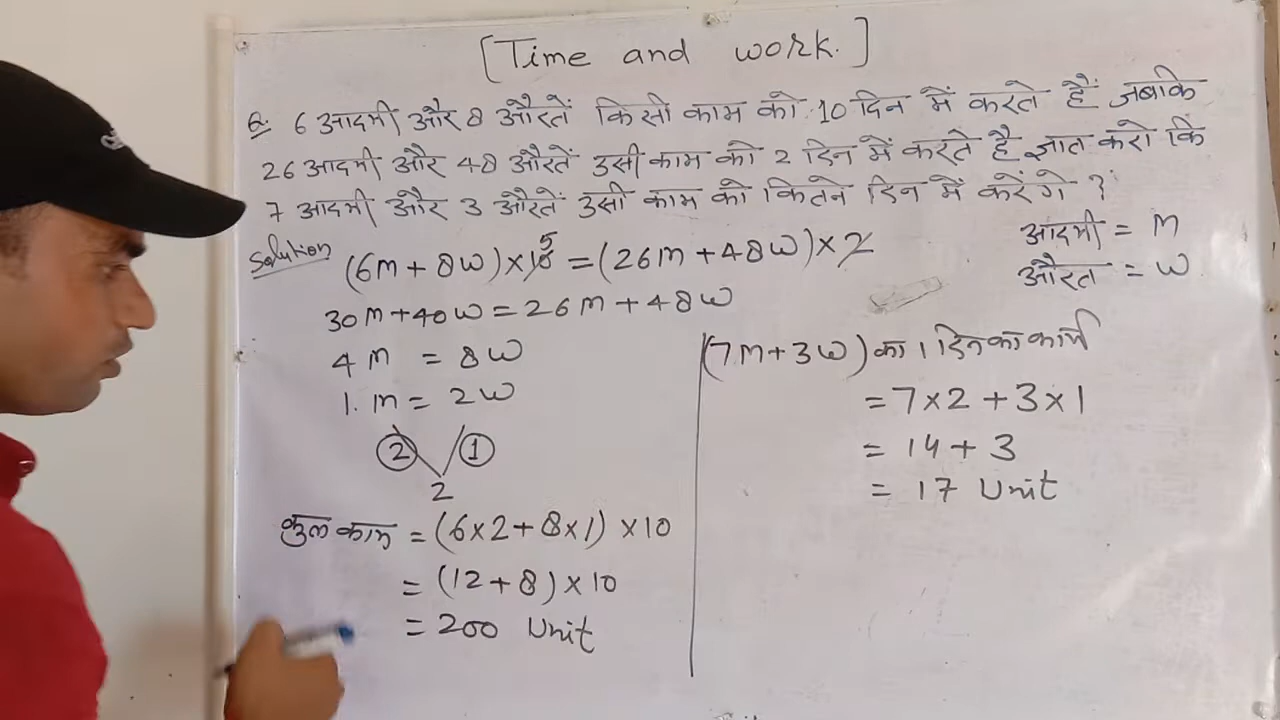 [Time and work.]
Q. 6 आदमी और 8 औरतें किसी काम को 10 दिन में करते हैं जबकि
26 आदमी और 48 औरतें उसी काम को 2 दिन में करते है ज्ञात करो कि
7 आदमी और 3 औरतें उसी काम को कितने दिन में करेंगे ?
आदमी = M
औरत = W
Solution
(6M + 8W) × 10 5 = (26M + 48W) × 2
30M + 40W = 26M + 48W
4M = 8W
1. M = 2W
2 1
2
कुल काम = (6×2 + 8×1) × 10
= (12 + 8) × 10
= 200 Unit
(7M + 3W) का 1 दिन का कार्य
= 7×2 + 3×1
= 14 + 3
= 17 Unit